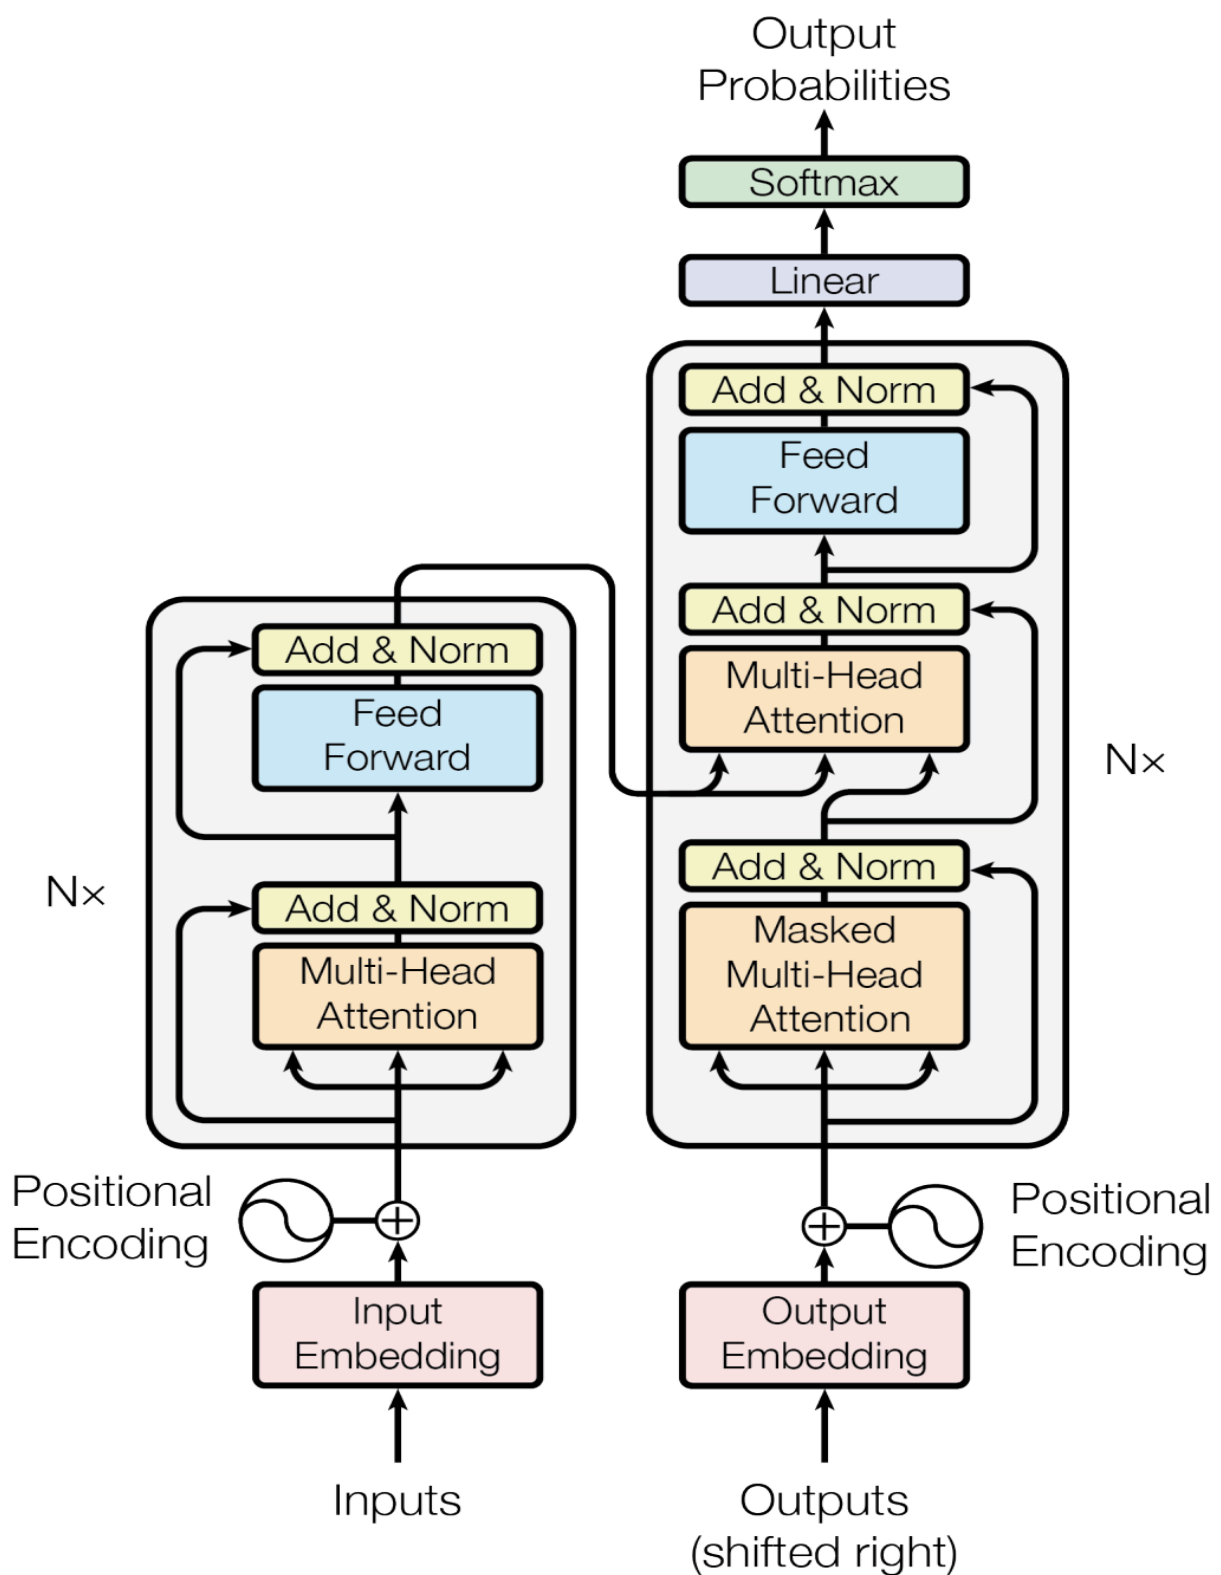 Output
Probabilities
Softmax
Linear
Add & Norm
Feed
Forward
Add & Norm
Multi-Head
Attention
Nx
Add & Norm
Masked
Multi-Head
Attention
Add & Norm
Feed
Forward
Nx
Add & Norm
Multi-Head
Attention
Positional
Encoding
Positional
Encoding
Input
Embedding
Output
Embedding
Inputs
Outputs
(shifted right)